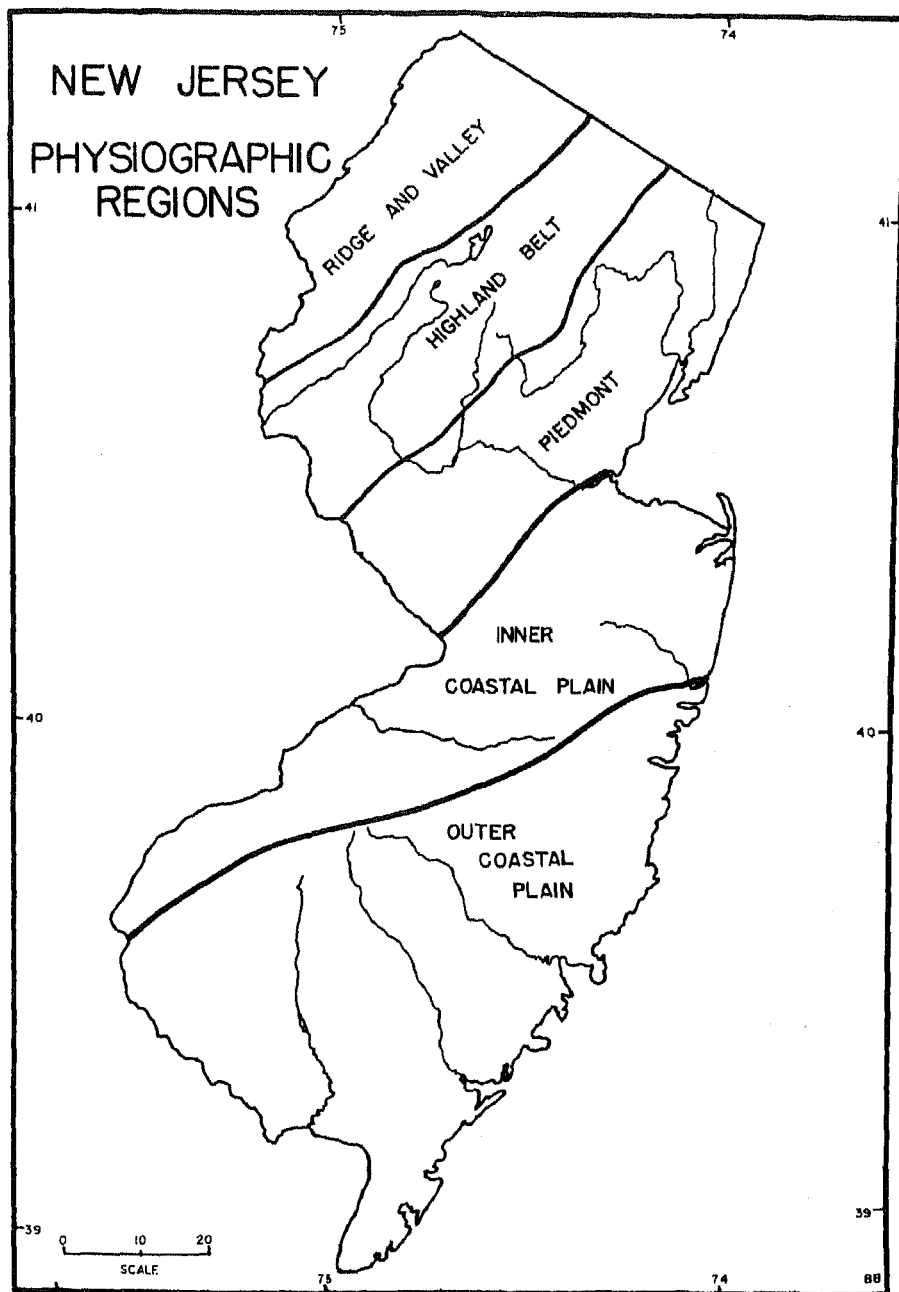 75
74
NEW JERSEY
PHYSIOGRAPHIC
REGIONS
41
41
RIDGE AND VALLEY
HIGHLAND BELT
PIEDMONT
INNER
COASTAL PLAIN
40
40
OUTER
COASTAL
PLAIN
39
39
0 10 20
SCALE
75
74
BB